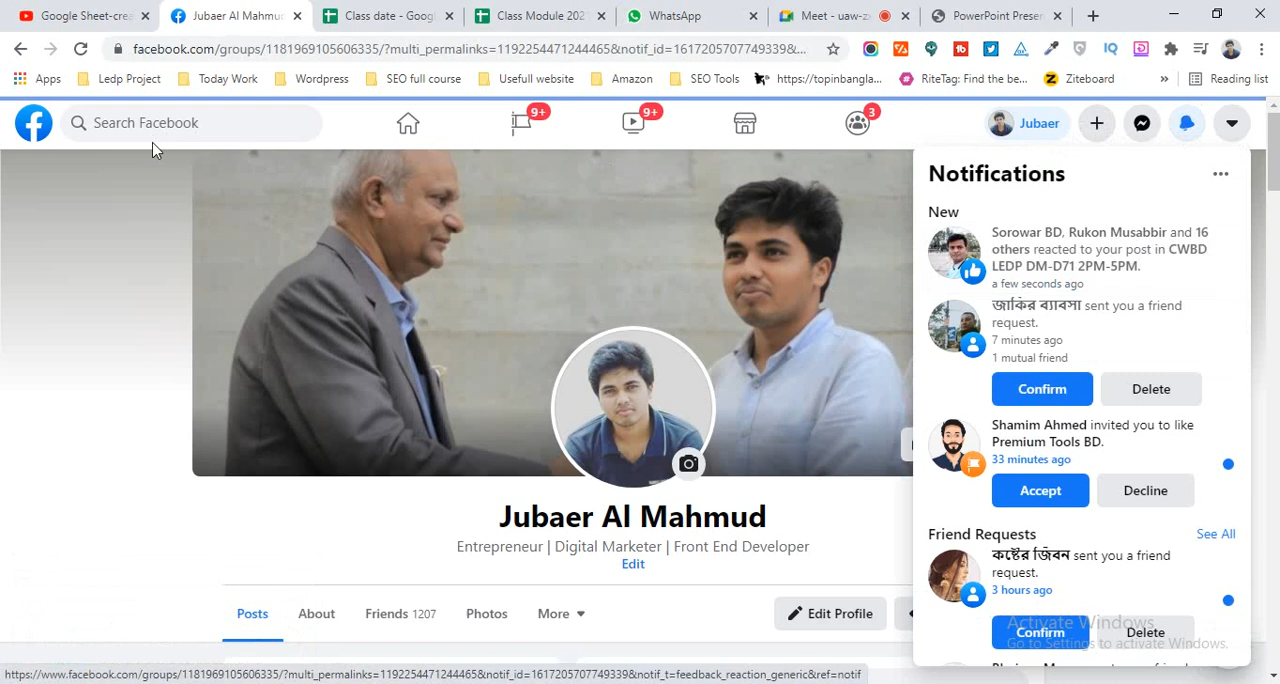 Google Sheet-crea
Jubaer Al Mahmud
Class date - Goog
Class Module 202
WhatsApp
Meet - uaw-z
PowerPoint Prese
facebook.com/groups/1181969105606335/?multi_permalinks=1192254471244465&notif_id=1617205707749339&...
Apps
Ledp Project
Today Work
Wordpress
SEO full course
Usefull website
Amazon
SEO Tools
https://topinbangla...
RiteTag: Find the be...
Ziteboard
Reading list
Search Facebook
9+
9+
3
Jubaer
Notifications
New
Sorowar BD, Rukon Musabbir and 16
others reacted to your post in CWBD
LEDP DM-D71 2PM-5PM.
a few seconds ago
জাকির ব্যাবসা sent you a friend
request.
7 minutes ago
1 mutual friend
Confirm Delete
Shamim Ahmed invited you to like
Premium Tools BD.
33 minutes ago
Accept Decline
Friend Requests See All
কষ্টের জিবন sent you a friend
request.
3 hours ago
Confirm Delete
Activate Windows
Go to Settings to activate Windows.
Jubaer Al Mahmud
Entrepreneur | Digital Marketer | Front End Developer
Edit
Posts About Friends 1207 Photos More
Edit Profile
https://www.facebook.com/groups/1181969105606335/?multi_permalinks=1192254471244465&notif_id=1617205707749339&notif_t=feedback_reaction_generic&ref=notif